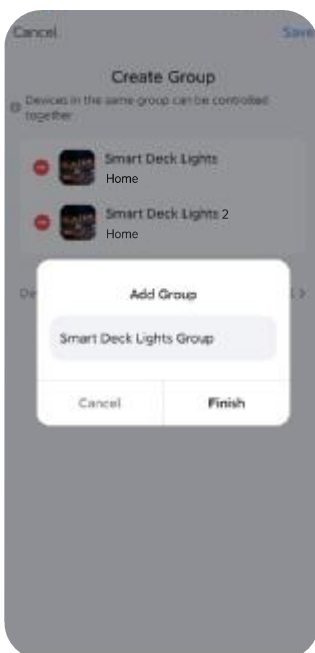 Cancel
Save
Create Group
Devices in the same group can be controlled
together
Smart Deck Lights
Home
Smart Deck Lights 2
Home
Add Group
Smart Deck Lights Group
Cancel
Finish